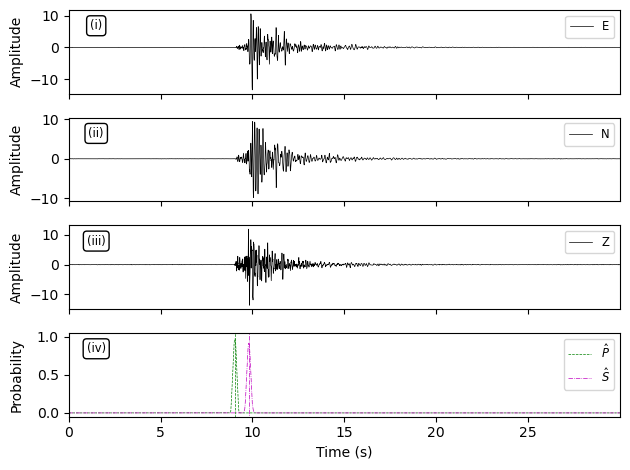 10
0
−10
Amplitude
(i)
E
10
0
−10
Amplitude
(ii)
N
10
0
−10
Amplitude
(iii)
Z
1.0
0.5
0.0
Probability
(iv)
P̂
Ŝ
0 5 10 15 20 25
Time (s)